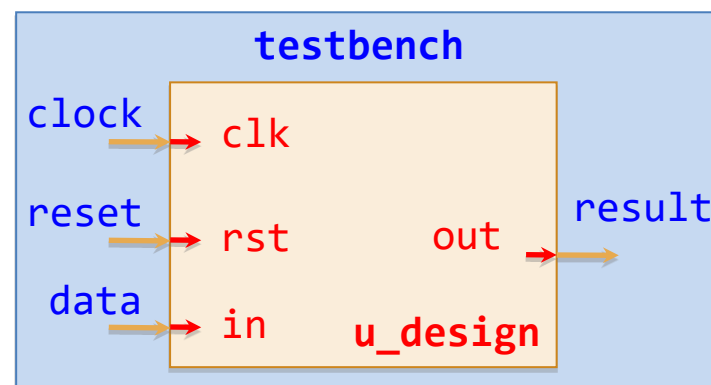 testbench
clock
clk
reset
rst
out
result
data
in
u_design